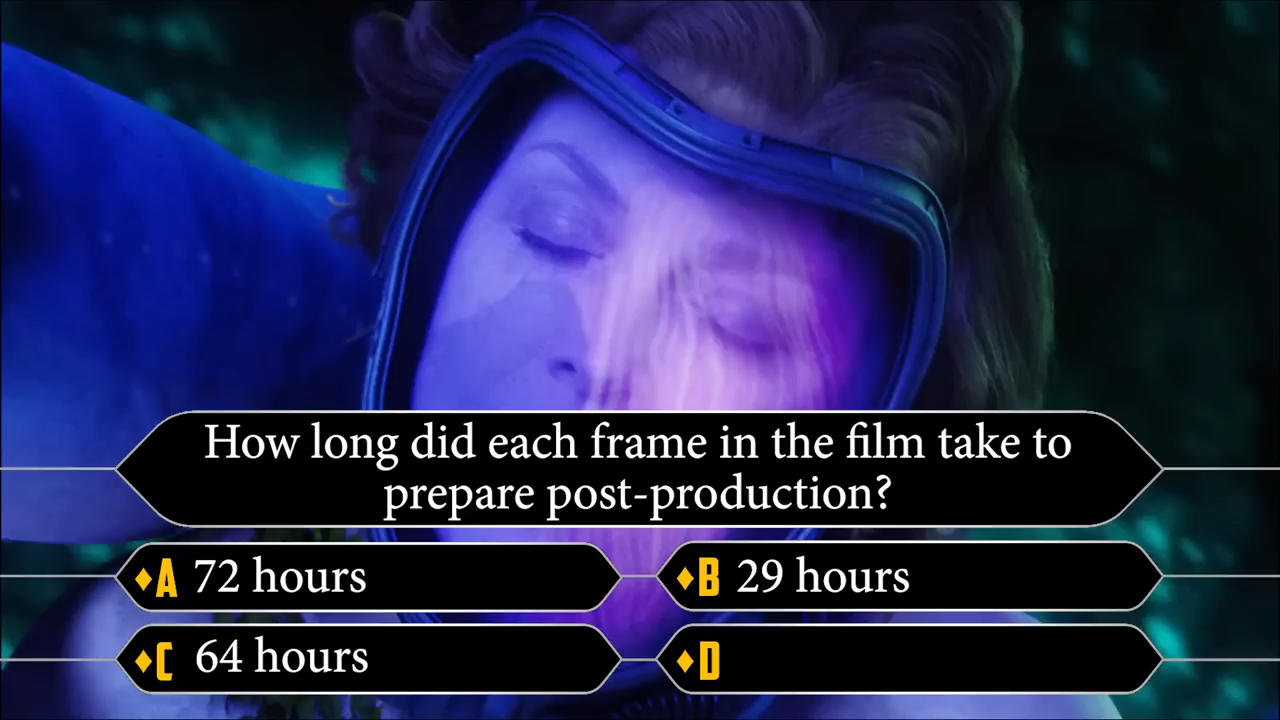 How long did each frame in the film take to
prepare post-production?
A 72 hours
B 29 hours
C 64 hours
D